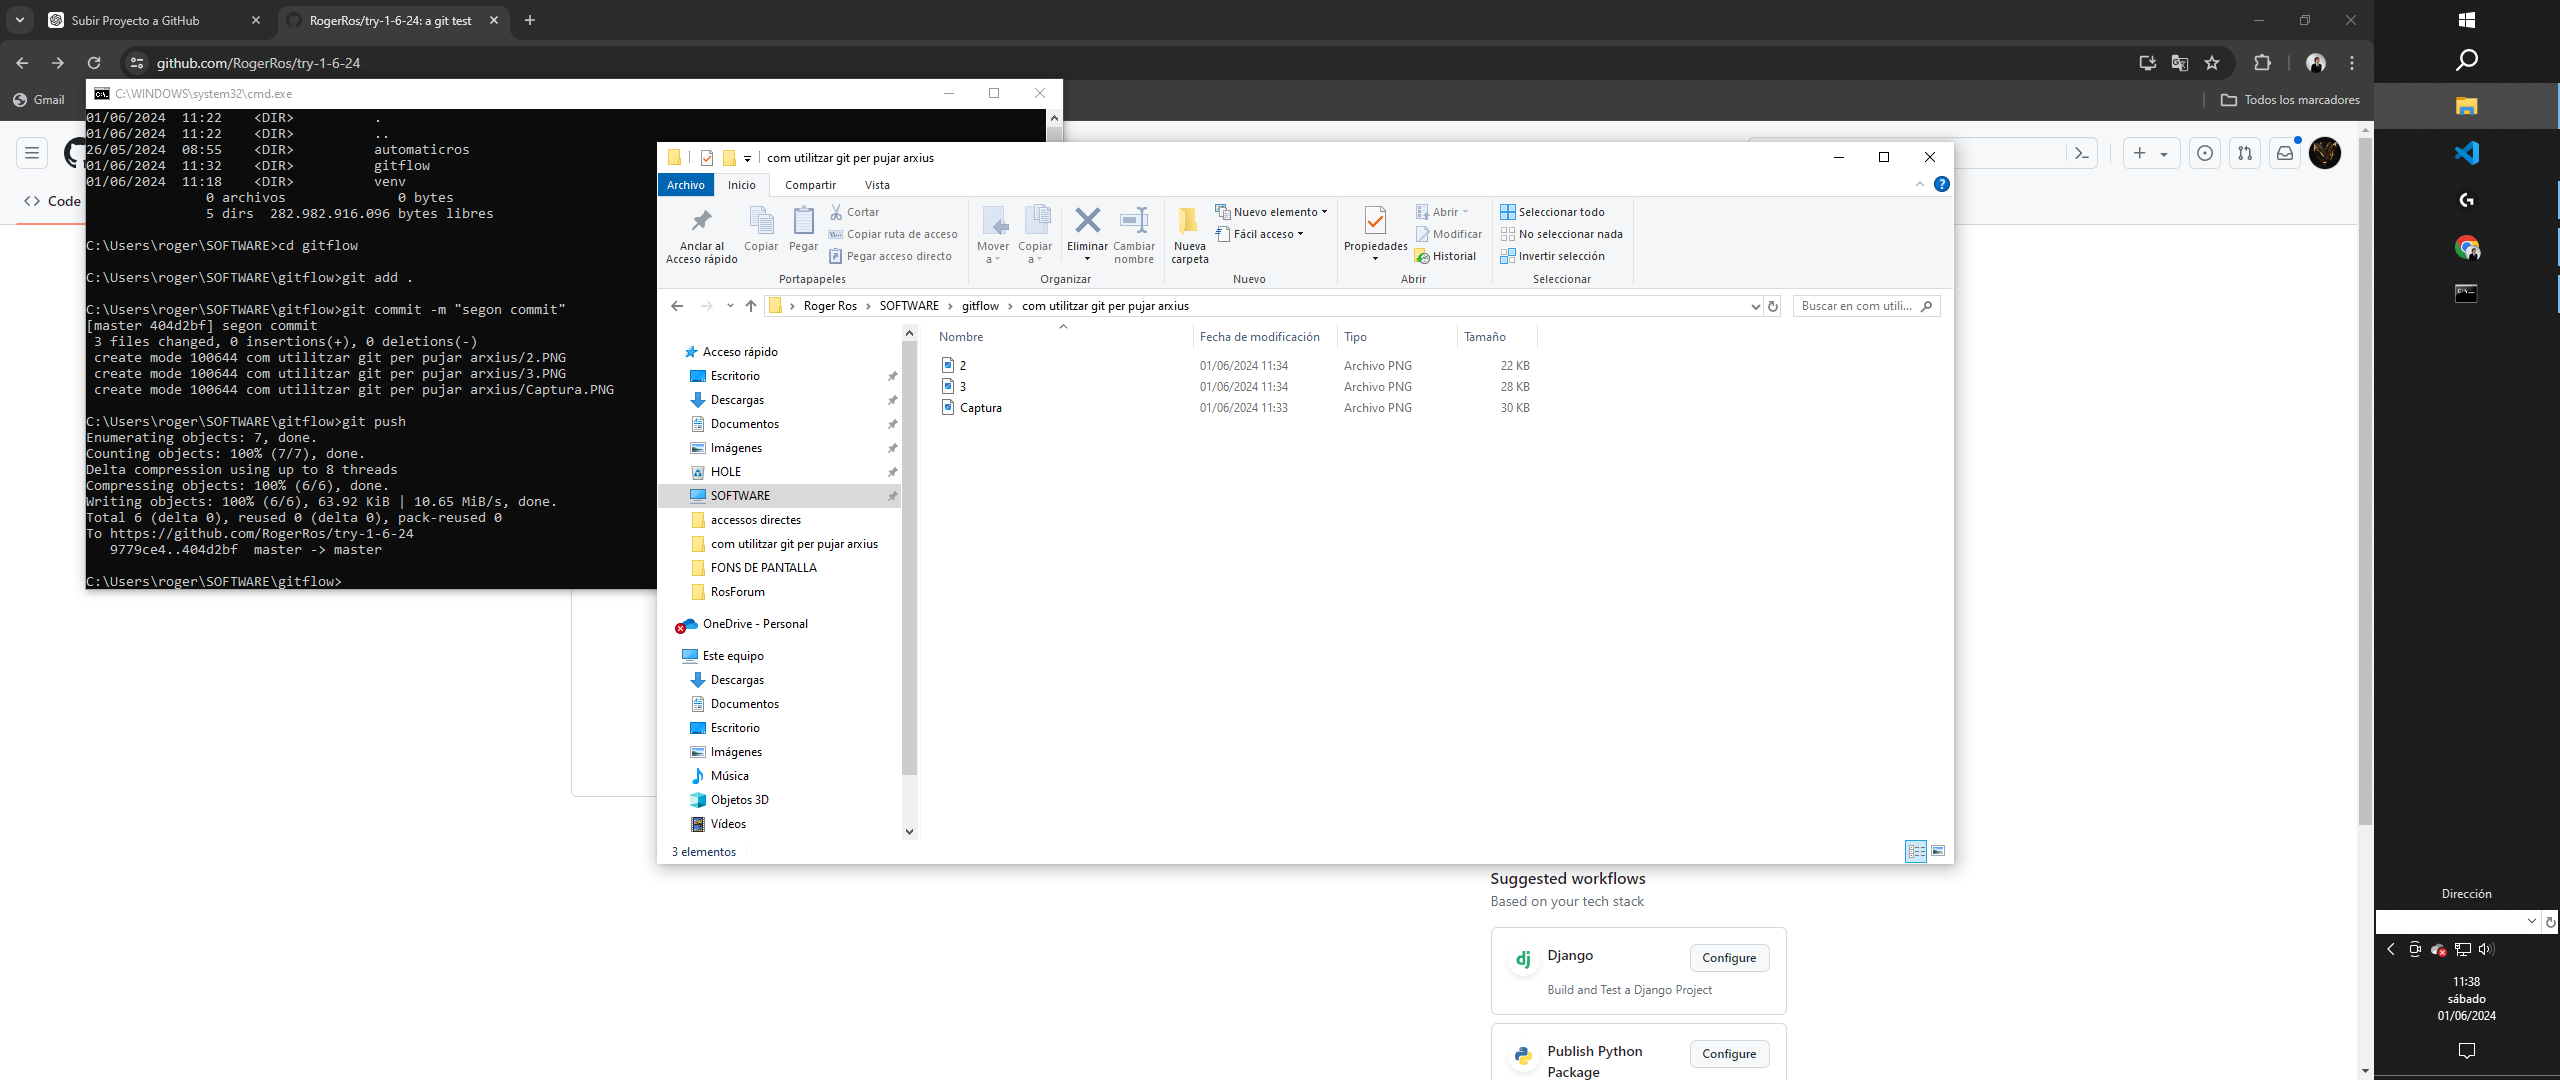 Subir Proyecto a GitHub
RogerRos/try-1-6-24: a git test
github.com/RogerRos/try-1-6-24
Gmail
Todos los marcadores
Code
C:\WINDOWS\system32\cmd.exe
01/06/2024  11:22    <DIR>          .
01/06/2024  11:22    <DIR>          ..
26/05/2024  08:55    <DIR>          automaticros
01/06/2024  11:32    <DIR>          gitflow
01/06/2024  11:18    <DIR>          venv
0 archivos              0 bytes
5 dirs  282.982.916.096 bytes libres
C:\Users\roger\SOFTWARE>cd gitflow
C:\Users\roger\SOFTWARE\gitflow>git add .
C:\Users\roger\SOFTWARE\gitflow>git commit -m "segon commit"
[master 404d2bf] segon commit
3 files changed, 0 insertions(+), 0 deletions(-)
create mode 100644 com utilitzar git per pujar arxius/2.PNG
create mode 100644 com utilitzar git per pujar arxius/3.PNG
create mode 100644 com utilitzar git per pujar arxius/Captura.PNG
C:\Users\roger\SOFTWARE\gitflow>git push
Enumerating objects: 7, done.
Counting objects: 100% (7/7), done.
Delta compression using up to 8 threads
Compressing objects: 100% (6/6), done.
Writing objects: 100% (6/6), 63.92 KiB | 10.65 MiB/s, done.
Total 6 (delta 0), reused 0 (delta 0), pack-reused 0
To https://github.com/RogerRos/try-1-6-24
9779ce4..404d2bf  master -> master
C:\Users\roger\SOFTWARE\gitflow>
com utilitzar git per pujar arxius
Archivo Inicio Compartir Vista
Anclar al Acceso rápido
Copiar
Pegar
Cortar
Copiar ruta de acceso
Pegar acceso directo
Portapapeles
Mover a
Copiar a
Eliminar
Cambiar nombre
Organizar
Nueva carpeta
Nuevo elemento
Fácil acceso
Nuevo
Propiedades
Abrir
Modificar
Historial
Abrir
Seleccionar todo
No seleccionar nada
Invertir selección
Seleccionar
Roger Ros > SOFTWARE > gitflow > com utilitzar git per pujar arxius
Buscar en com utili...
Acceso rápido
Escritorio
Descargas
Documentos
Imágenes
HOLE
SOFTWARE
accessos directes
com utilitzar git per pujar arxius
FONS DE PANTALLA
RosForum
OneDrive - Personal
Este equipo
Descargas
Documentos
Escritorio
Imágenes
Música
Objetos 3D
Vídeos
Nombre Fecha de modificación Tipo Tamaño
2 01/06/2024 11:34 Archivo PNG 22 KB
3 01/06/2024 11:34 Archivo PNG 28 KB
Captura 01/06/2024 11:33 Archivo PNG 30 KB
3 elementos
Suggested workflows
Based on your tech stack
Django
Configure
Build and Test a Django Project
Publish Python Package
Configure
Dirección
11:38
sábado
01/06/2024